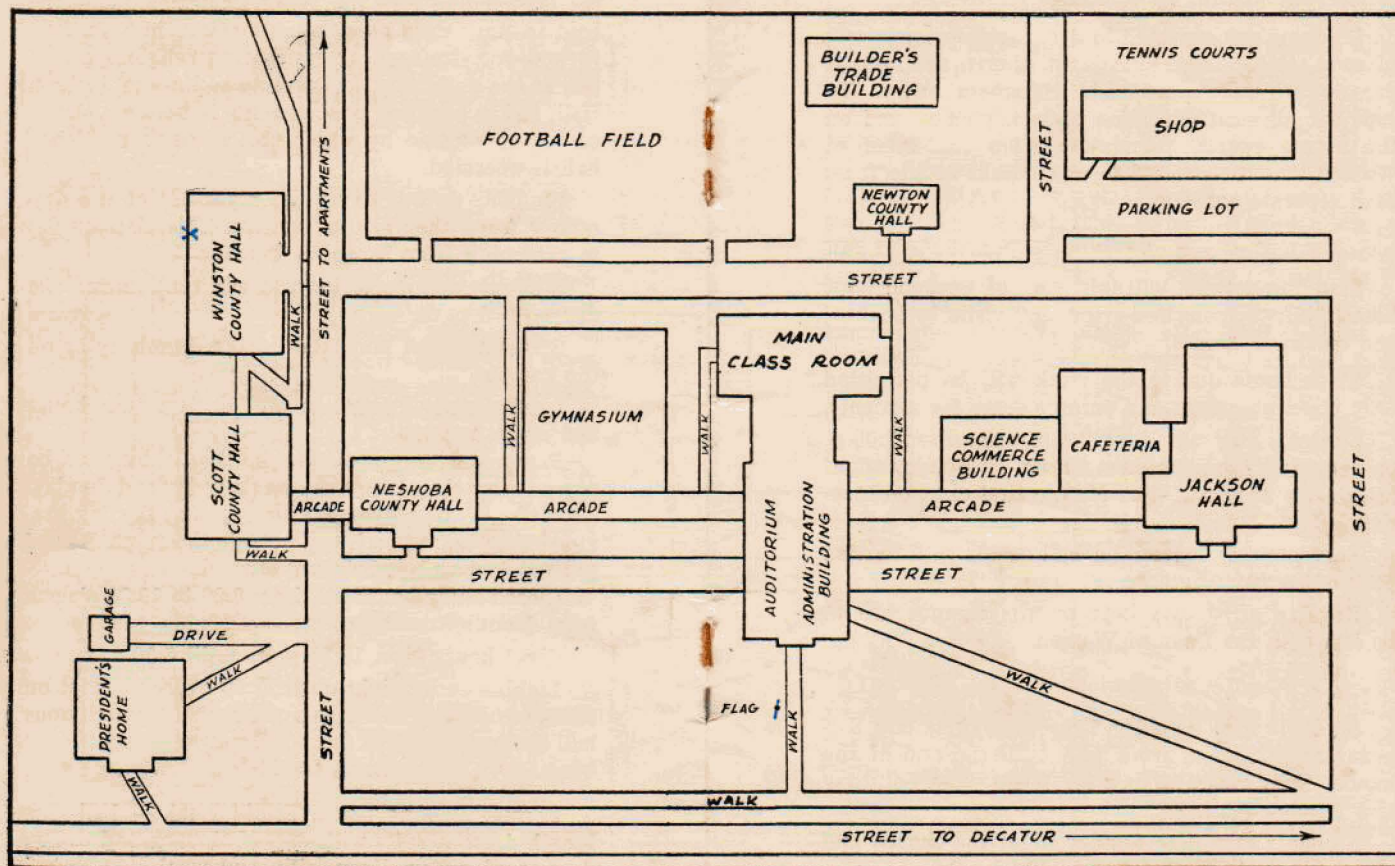 TENNIS COURTS
BUILDER'S
TRADE
BUILDING
SHOP
FOOTBALL FIELD
STREET
STREET TO APARTMENTS
NEWTON
COUNTY
HALL
PARKING LOT
WINSTON
COUNTY HALL
WALK
STREET
MAIN
CLASS ROOM
GYMNASIUM
WALK
WALK
WALK
SCIENCE
COMMERCE
BUILDING
CAFETERIA
SCOTT
COUNTY HALL
NESHOBA
COUNTY HALL
JACKSON
HALL
STREET
ARCADE
ARCADE
ARCADE
WALK
STREET
AUDITORIUM
ADMINISTRATION
BUILDING
STREET
GARAGE
DRIVE
WALK
PRESIDENT'S
HOME
WALK
STREET
FLAG
WALK
WALK
WALK
STREET TO DECATUR